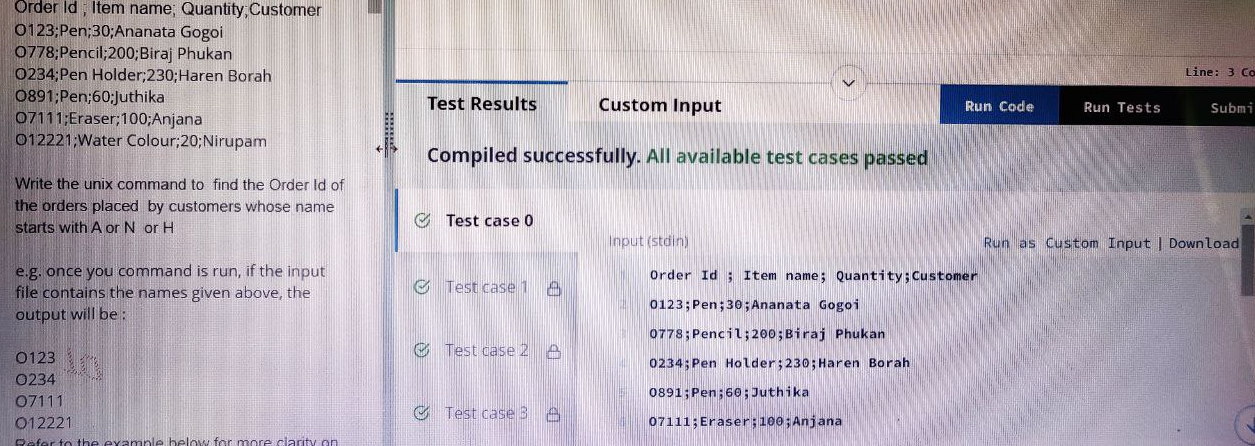 Order Id ; Item name; Quantity;Customer
O123;Pen;30;Ananata Gogoi
O778;Pencil;200;Biraj Phukan
O234;Pen Holder;230;Haren Borah
O891;Pen;60;Juthika
O7111;Eraser;100;Anjana
O12221;Water Colour;20;Nirupam
Write the unix command to find the Order Id of
the orders placed by customers whose name
starts with A or N or H
e.g. once you command is run, if the input
file contains the names given above, the
output will be :
O123
O234
O7111
O12221
Refer to the example below for more clarity on
Line: 3 Co
Test Results
Custom Input
Run Code
Run Tests
Submi
Compiled successfully. All available test cases passed
Test case 0
Test case 1
Test case 2
Test case 3
Input (stdin)
Run as Custom Input | Download
Order Id ; Item name; Quantity;Customer
O123;Pen;30;Ananata Gogoi
O778;Pencil;200;Biraj Phukan
O234;Pen Holder;230;Haren Borah
O891;Pen;60;Juthika
O7111;Eraser;100;Anjana